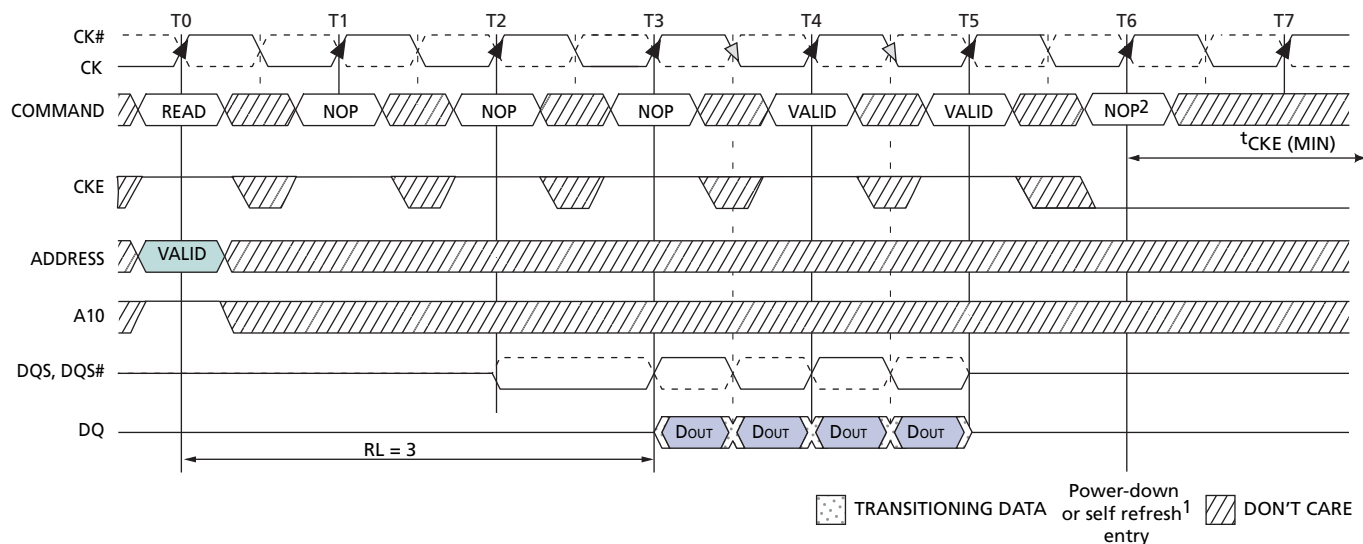 T0 T1 T2 T3 T4 T5 T6 T7
CK#
CK
COMMAND READ NOP NOP NOP VALID VALID NOP2
tCKE (MIN)
CKE
ADDRESS VALID
A10
DQS, DQS#
DQ DOUT DOUT DOUT DOUT
RL = 3
TRANSITIONING DATA
Power-down
or self refresh1
entry
DON'T CARE